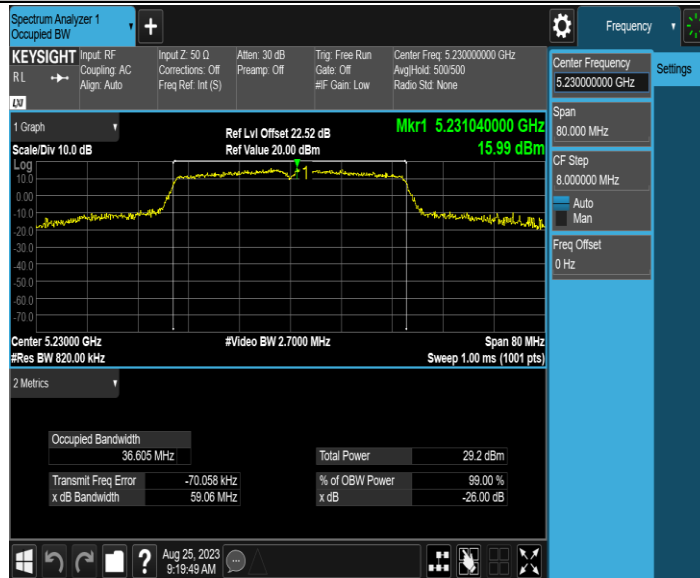 Spectrum Analyzer 1
Occupied BW
+
Frequency
KEYSIGHT
RL
LXI
Input: RF
Coupling: AC
Align: Auto
Input Z: 50 Ω
Corrections: Off
Freq Ref: Int (S)
Atten: 30 dB
Preamp: Off
Trig: Free Run
Gate: Off
#IF Gain: Low
Center Freq: 5.230000000 GHz
Avg|Hold: 500/500
Radio Std: None
Center Frequency
5.230000000 GHz
Settings
Span
80.000 MHz
CF Step
8.000000 MHz
Auto
Man
Freq Offset
0 Hz
1 Graph
Scale/Div 10.0 dB
Ref Lvl Offset 22.52 dB
Ref Value 20.00 dBm
Mkr1 5.231040000 GHz
15.99 dBm
Log
10.0
0.00
-10.0
-20.0
-30.0
-40.0
-50.0
-60.0
-70.0
1
Center 5.23000 GHz
#Video BW 2.7000 MHz
Span 80 MHz
#Res BW 820.00 kHz
Sweep 1.00 ms (1001 pts)
2 Metrics
Occupied Bandwidth
36.605 MHz
Total Power 29.2 dBm
Transmit Freq Error -70.058 kHz
% of OBW Power 99.00 %
x dB Bandwidth 59.06 MHz
x dB -26.00 dB
?
Aug 25, 2023
9:19:49 AM